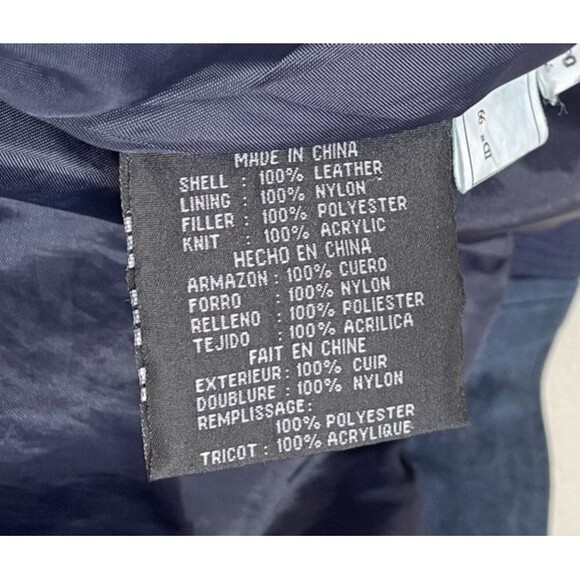 MADE IN CHINA
SHELL : 100% LEATHER
LINING : 100% NYLON
FILLER : 100% POLYESTER
KNIT : 100% ACRYLIC
HECHO EN CHINA
ARMAZON : 100% CUERO
FORRO : 100% NYLON
RELLENO : 100% POLIESTER
TEJIDO : 100% ACRILICA
FAIT EN CHINE
EXTERIEUR : 100% CUIR
DOUBLURE : 100% NYLON
REMPLISSAGE:
100% POLYESTER
TRICOT : 100% ACRYLIQUE